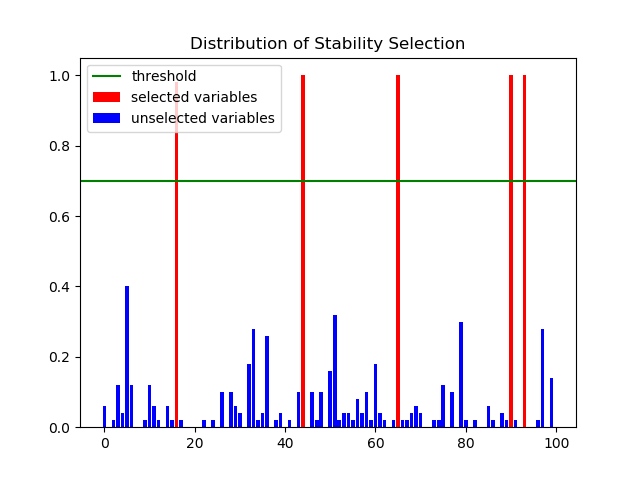 Distribution of Stability Selection
threshold
selected variables
unselected variables
1.0
0.8
0.6
0.4
0.2
0.0
0 20 40 60 80 100